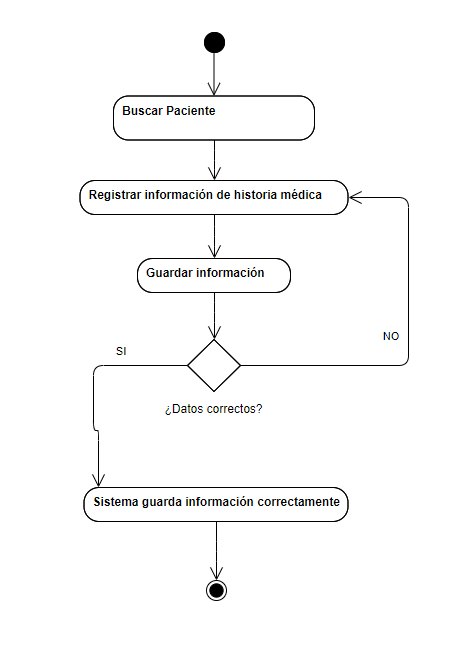 Buscar Paciente
Registrar información de historia médica
Guardar información
NO
SI
¿Datos correctos?
Sistema guarda información correctamente